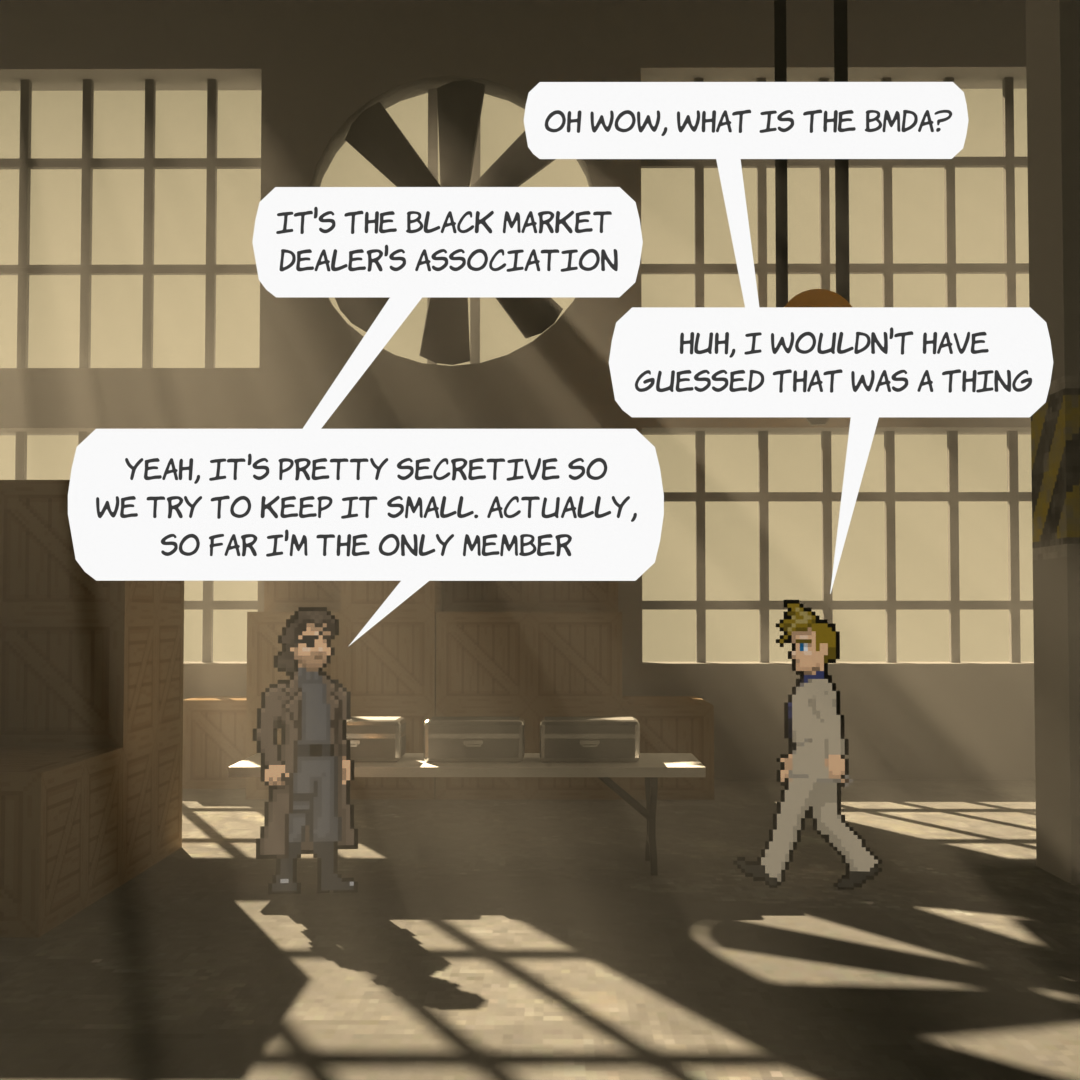 OH WOW, WHAT IS THE BMDA?
IT'S THE BLACK MARKET
DEALER'S ASSOCIATION
HUH, I WOULDN'T HAVE
GUESSED THAT WAS A THING
YEAH, IT'S PRETTY SECRETIVE SO
WE TRY TO KEEP IT SMALL. ACTUALLY,
SO FAR I'M THE ONLY MEMBER